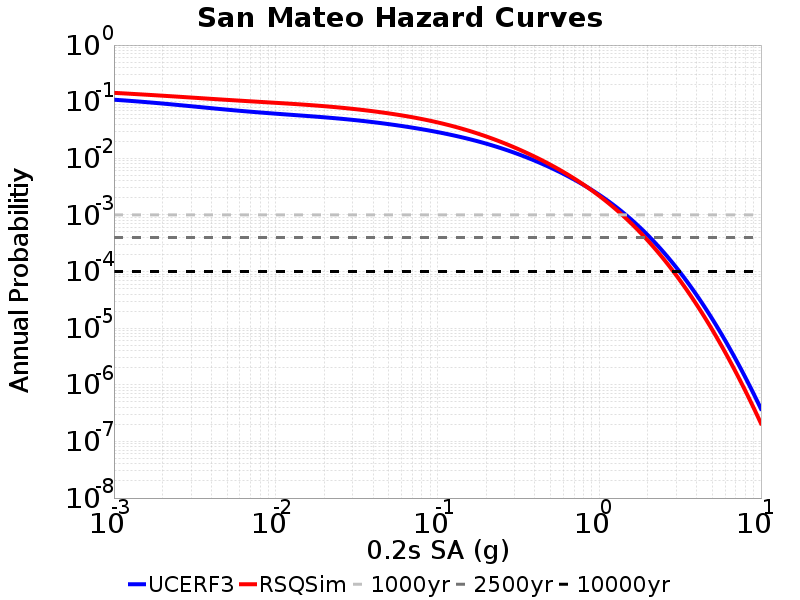 San Mateo Hazard Curves
Annual Probabilitiy
10^0
10^-1
10^-2
10^-3
10^-4
10^-5
10^-6
10^-7
10^-8
10^-3 10^-2 10^-1 10^0 10^1
0.2s SA (g)
UCERF3 RSQSim 1000yr 2500yr 10000yr